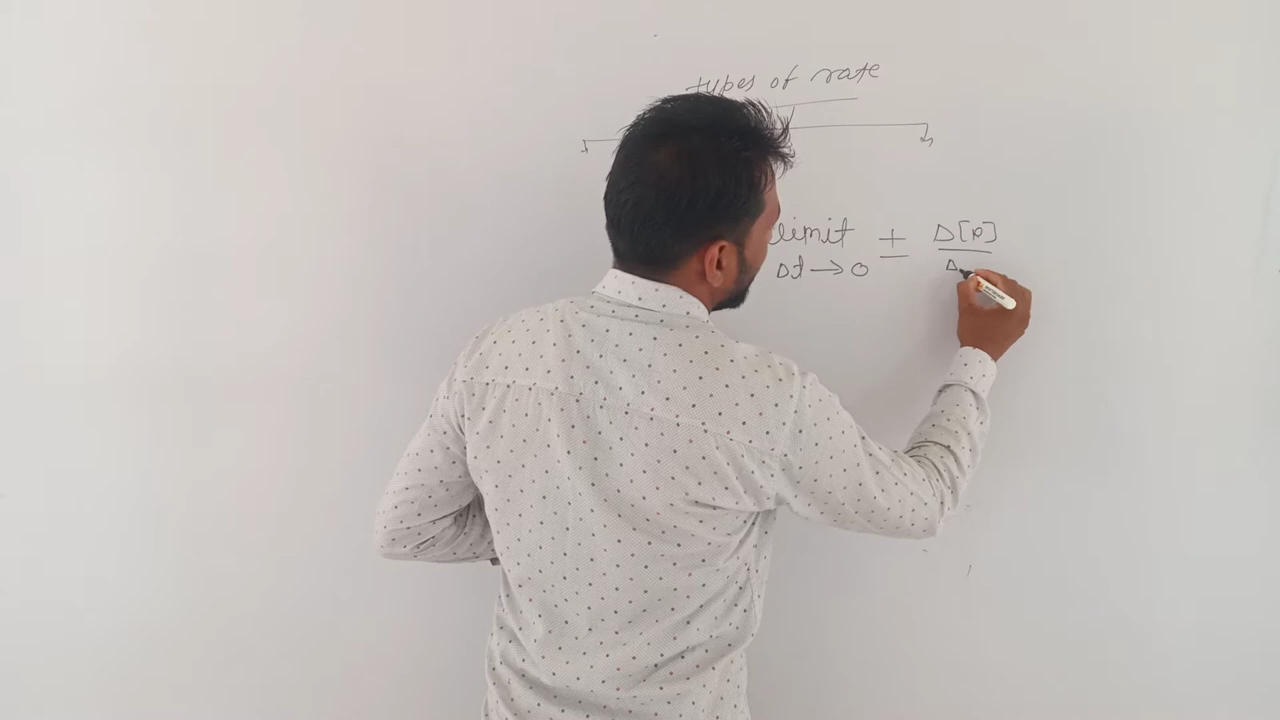 types of rate
limit ± Δ[R]
Δt → 0 Δ